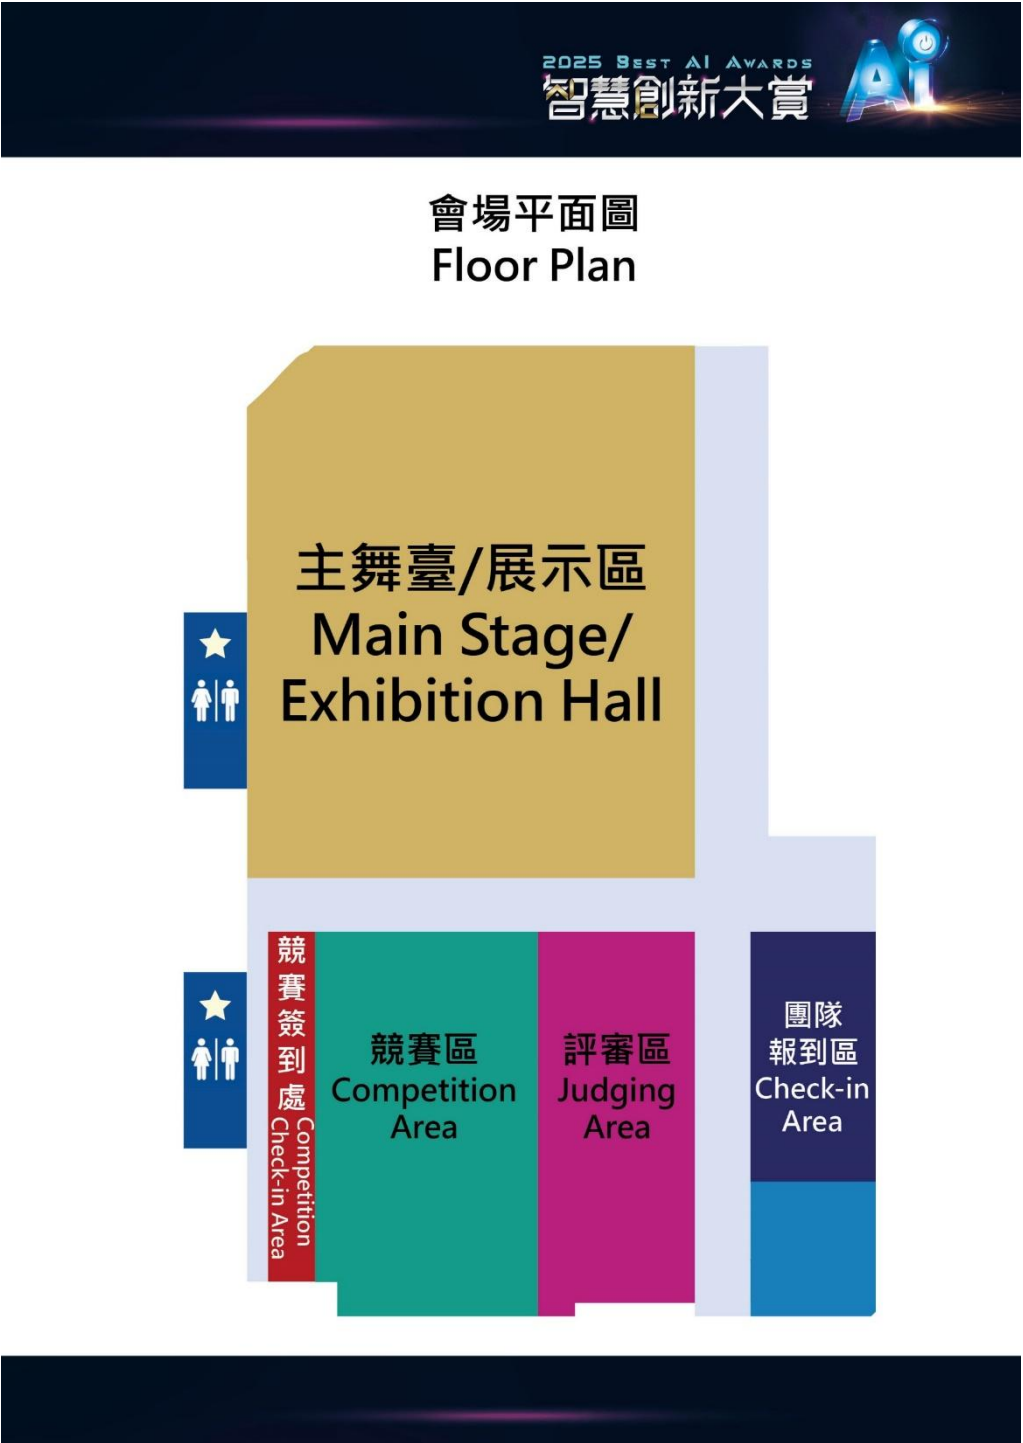 2025 BEST AI AWARDS
智慧創新大賞
Ai
會場平面圖
Floor Plan
主舞臺/展示區
Main Stage/
Exhibition Hall
競賽簽到處
Competition
Check-in Area
競賽區
Competition
Area
評審區
Judging
Area
團隊
報到區
Check-in
Area